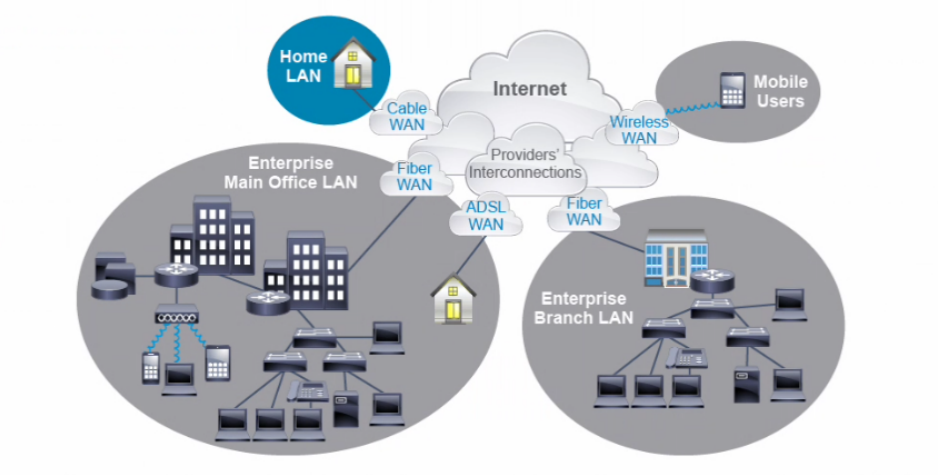 Home
LAN
Internet
Mobile
Users
Cable
WAN
Wireless
WAN
Enterprise
Main Office LAN
Fiber
WAN
Providers'
Interconnections
ADSL
WAN
Fiber
WAN
Enterprise
Branch LAN